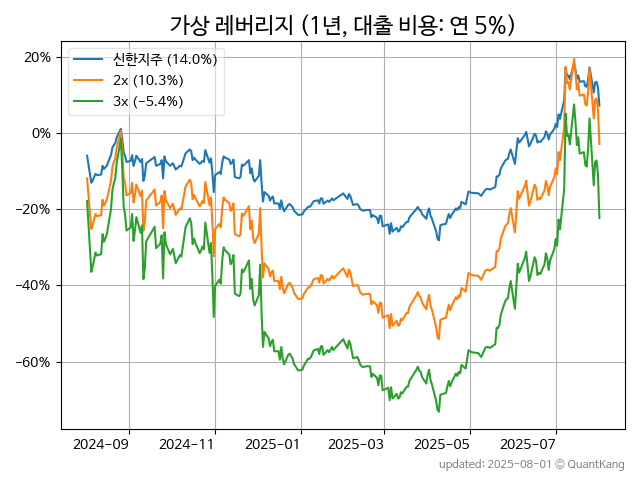 가상 레버리지 (1년, 대출 비용: 연 5%)
신한지주 (14.0%)
2x (10.3%)
3x (−5.4%)
20%
0%
−20%
−40%
−60%
2024-09 2024-11 2025-01 2025-03 2025-05 2025-07
updated: 2025-08-01 © QuantKang